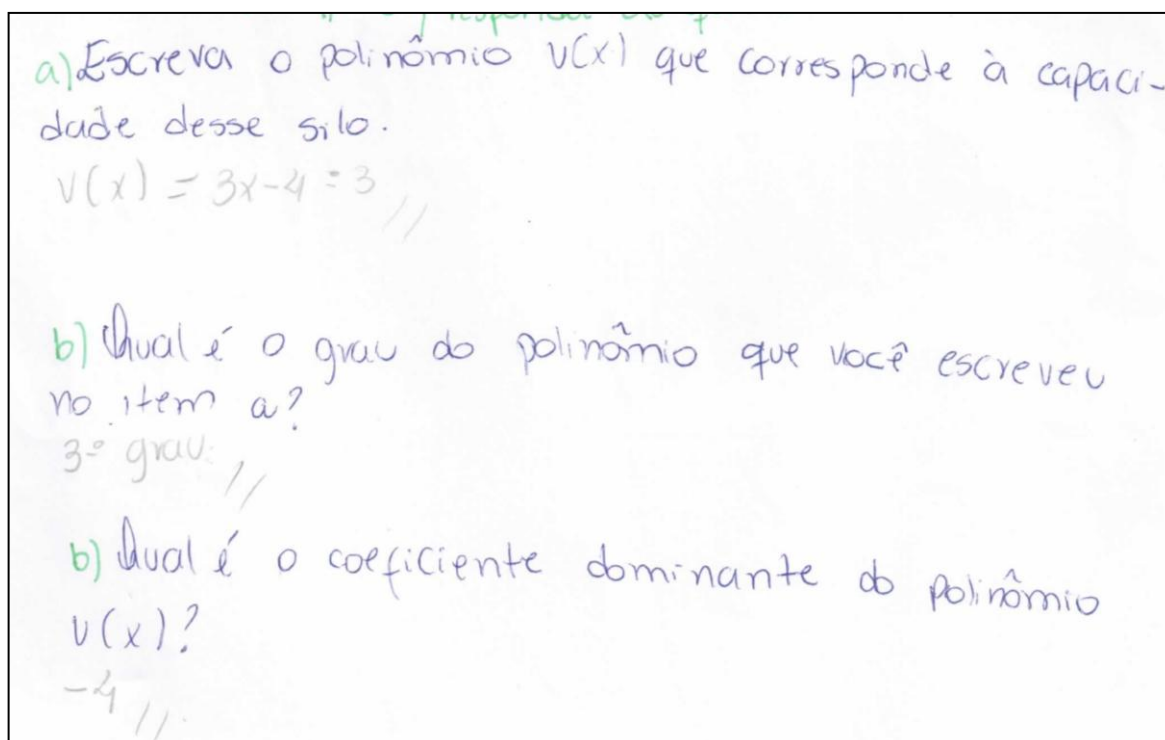 a) Escreva o polinômio V(x) que corresponde à capaci-
dade desse silo.
V(x) = 3x-4 = 3 //
b) Qual é o grau do polinômio que você escreveu
no item a?
3º grau. //
b) Qual é o coeficiente dominante do polinômio
V(x)?
-4 //.